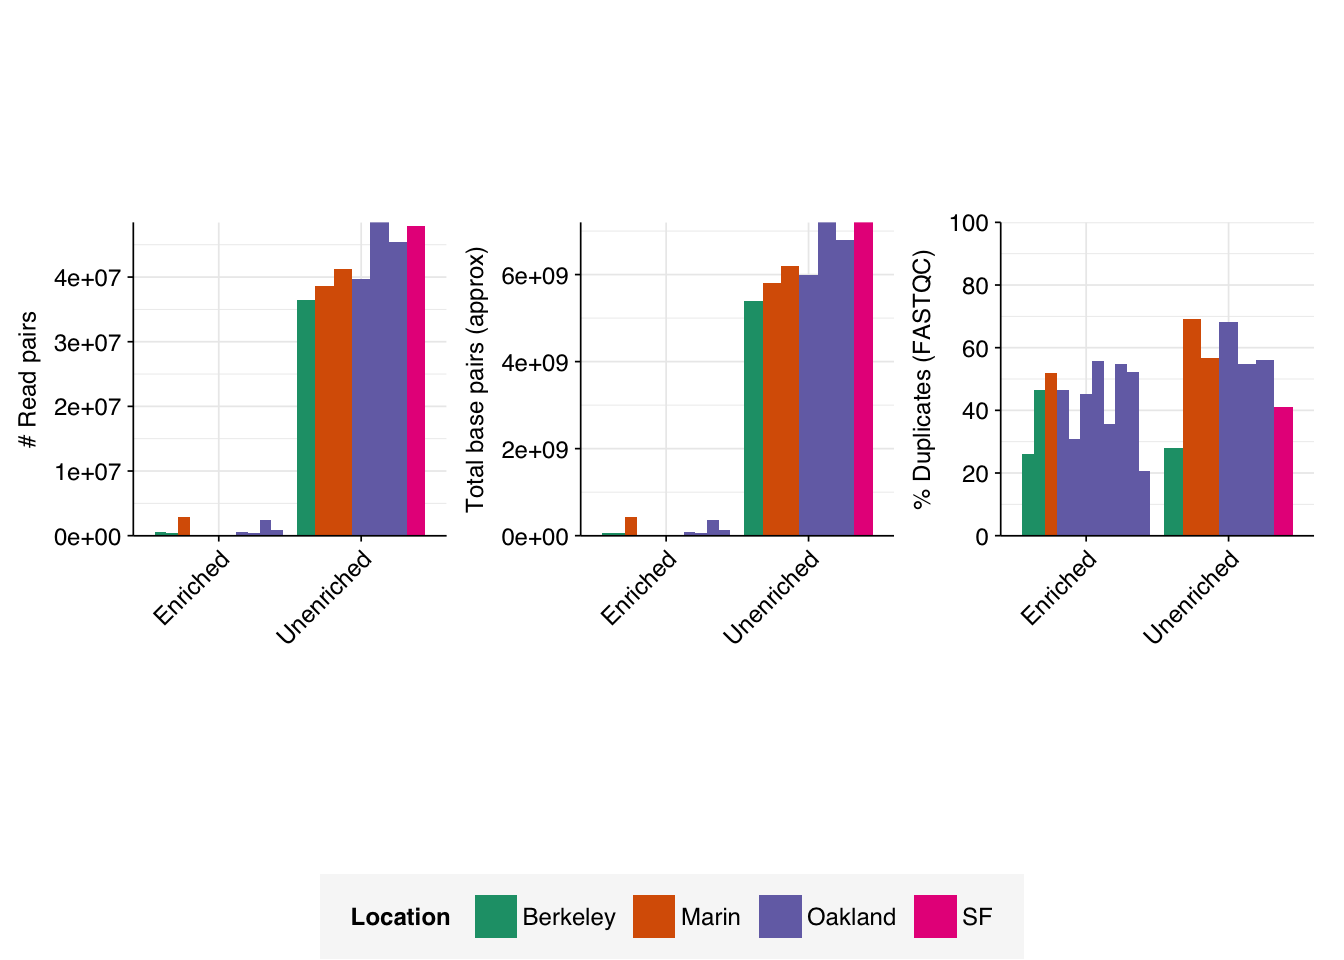 # Read pairs
4e+07
3e+07
2e+07
1e+07
0e+00
Enriched
Unenriched
Total base pairs (approx)
6e+09
4e+09
2e+09
0e+00
Enriched
Unenriched
% Duplicates (FASTQC)
100
80
60
40
20
0
Enriched
Unenriched
Location Berkeley Marin Oakland SF